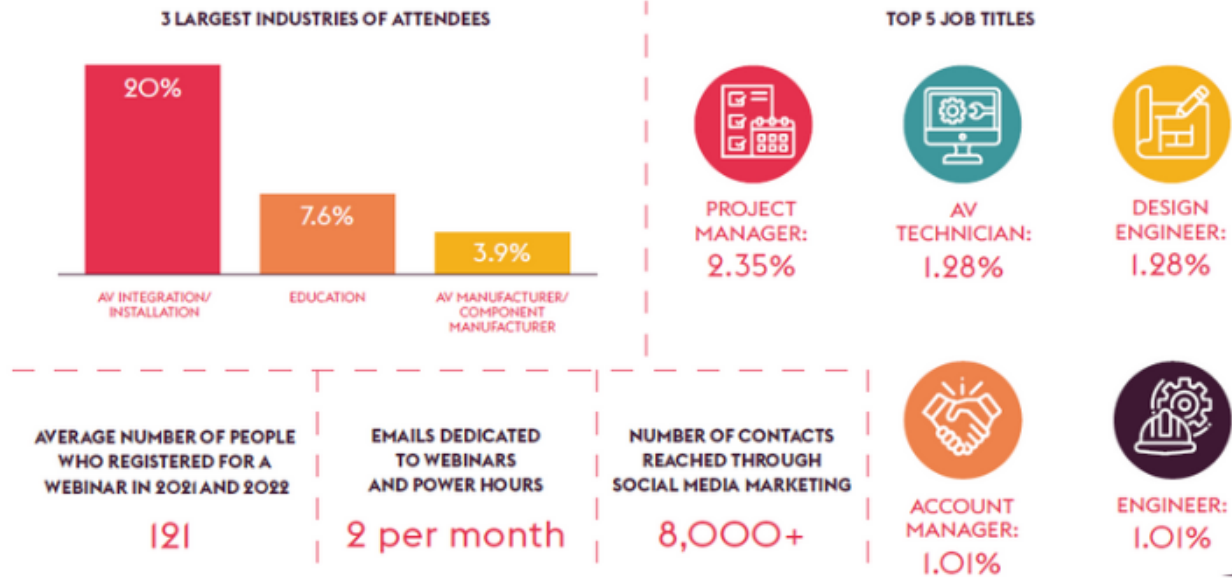 3 LARGEST INDUSTRIES OF ATTENDEES
20%
7.6%
3.9%
AV INTEGRATION/
INSTALLATION
EDUCATION
AV MANUFACTURER/
COMPONENT
MANUFACTURER
TOP 5 JOB TITLES
PROJECT
MANAGER:
2.35%
AV
TECHNICIAN:
1.28%
DESIGN
ENGINEER:
1.28%
ACCOUNT
MANAGER:
1.01%
ENGINEER:
1.01%
AVERAGE NUMBER OF PEOPLE
WHO REGISTERED FOR A
WEBINAR IN 2021 AND 2022
121
EMAILS DEDICATED
TO WEBINARS
AND POWER HOURS
2 per month
NUMBER OF CONTACTS
REACHED THROUGH
SOCIAL MEDIA MARKETING
8,000+